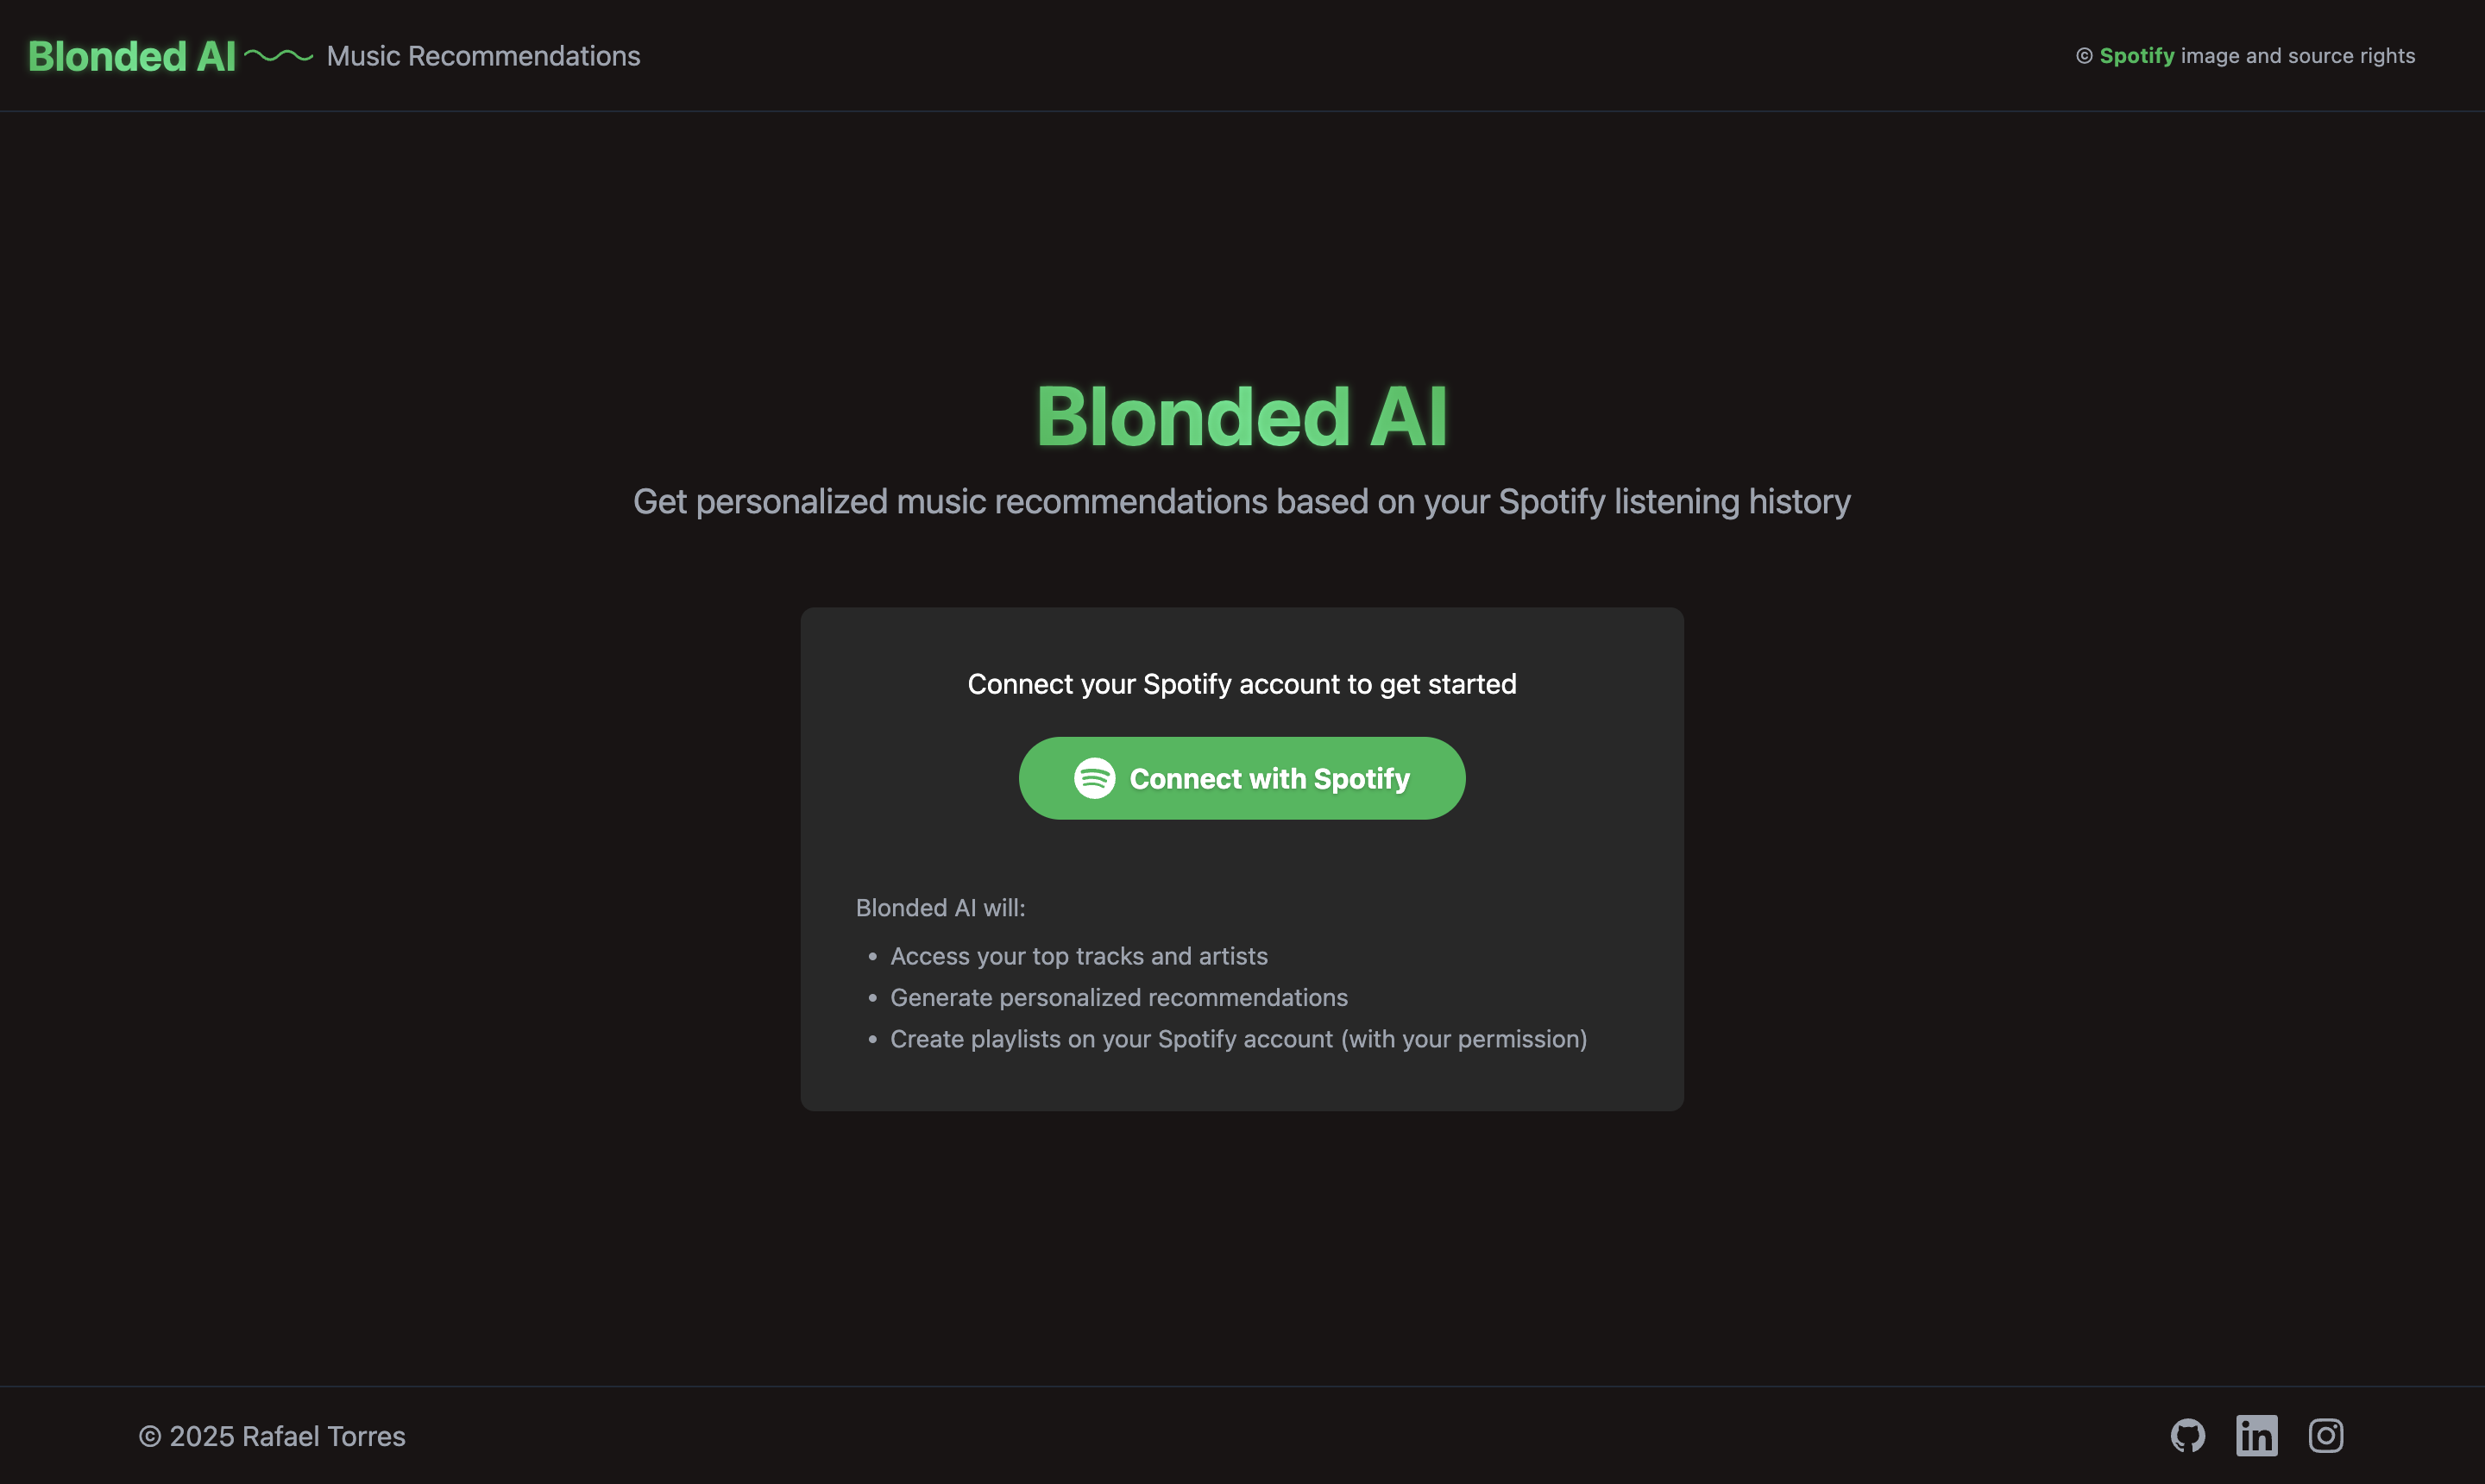 Blonded AI Music Recommendations
© Spotify image and source rights
Blonded AI
Get personalized music recommendations based on your Spotify listening history
Connect your Spotify account to get started
Connect with Spotify
Blonded AI will:
• Access your top tracks and artists
• Generate personalized recommendations
• Create playlists on your Spotify account (with your permission)
© 2025 Rafael Torres
in